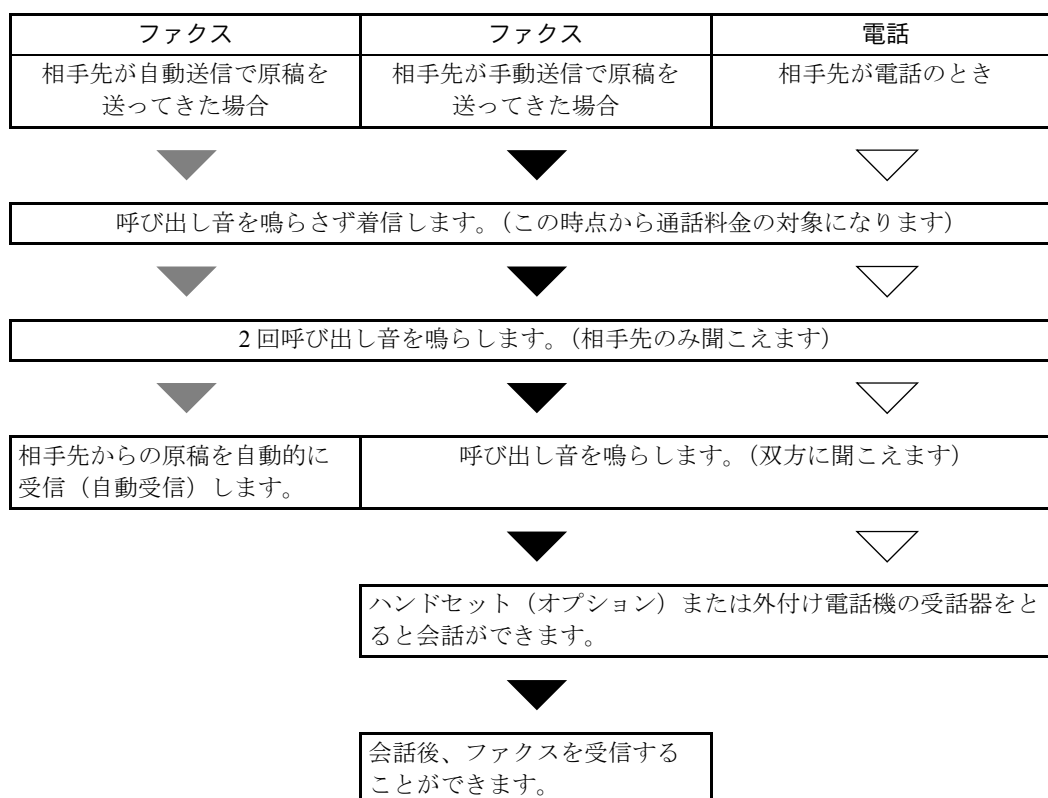 ファクス ファクス 電話
相手先が自動送信で原稿を 相手先が手動送信で原稿を 相手先が電話のとき
送ってきた場合 送ってきた場合
呼び出し音を鳴らさず着信します。（この時点から通話料金の対象になります）
2 回呼び出し音を鳴らします。（相手先のみ聞こえます）
相手先からの原稿を自動的に 呼び出し音を鳴らします。（双方に聞こえます）
受信（自動受信）します。
ハンドセット（オプション）または外付け電話機の受話器をと
ると会話ができます。
会話後、ファクスを受信する
ことができます。